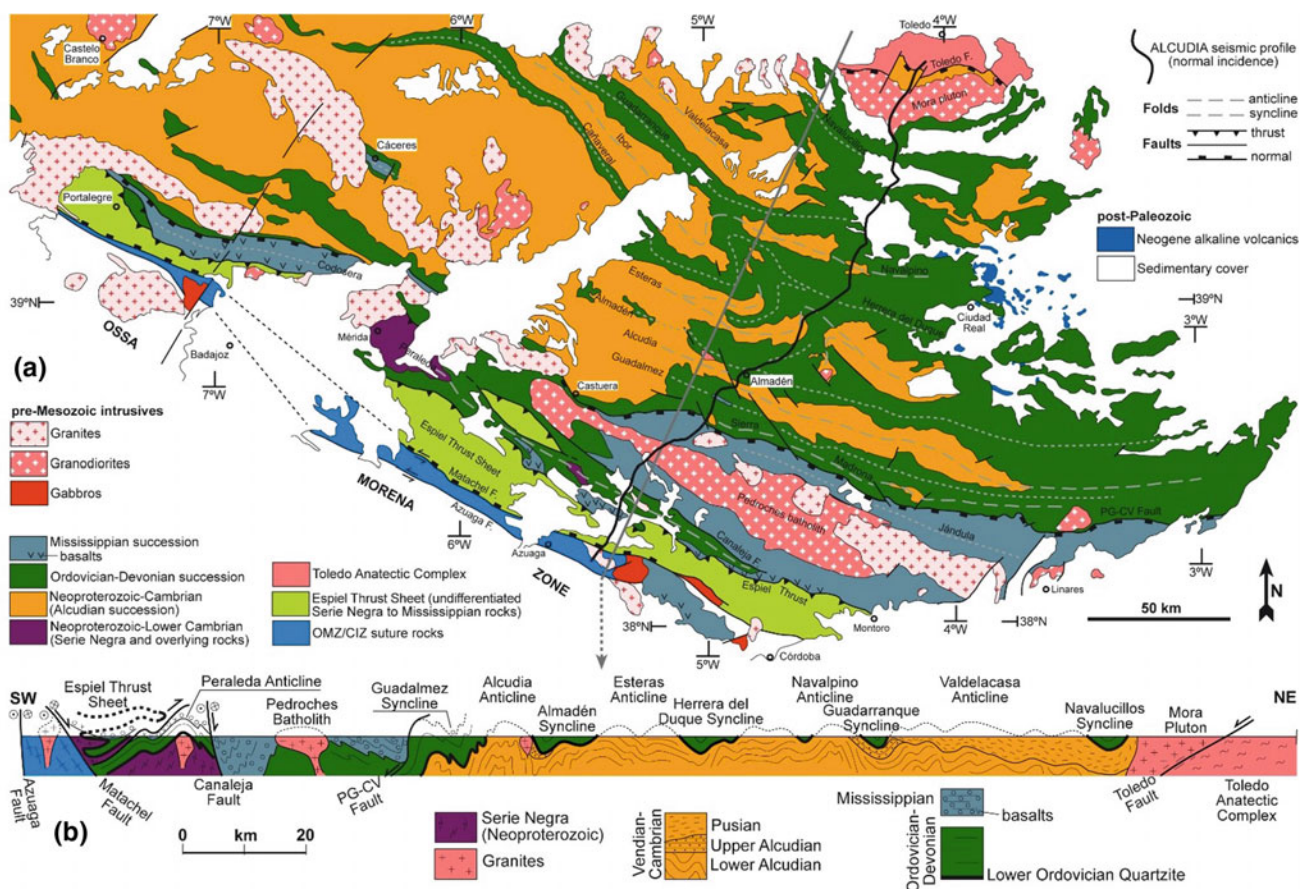 (a)
7ºW
6ºW
5ºW
Toledo
4ºW
Castelo
Branco
ALCUDIA seismic profile
(normal incidence)
Folds
anticline
syncline
Faults
thrust
normal
Toledo F.
Mora pluton
Navalucillos
Guadarranque
Valdelacasa
Ibor
Cañaveral
Cáceres
Portalegre
Codosera
post-Paleozoic
Neogene alkaline volcanics
Sedimentary cover
39ºN
OSSA
Badajoz
7ºW
Mérida
Peraleda
Esteras
Almadén
Alcudia
Guadalmez
Navalpino
Herrera del Duque
Ciudad
Real
39ºN
3ºW
Almadén
Castuera
(a)
pre-Mesozoic intrusives
Granites
Granodiorites
Gabbros
Espiel Thrust Sheet
Matachel F.
Sierra
Madrona
Pedroches batholith
Jándula
PG-CV Fault
MORENA
Azuaga F.
6ºW
Azuaga
ZONE
Canaleja F.
Espiel
Thrust
3ºW
Linares
Mississippian succession
basalts
Ordovician-Devonian succession
Neoproterozoic-Cambrian
(Alcudian succession)
Neoproterozoic-Lower Cambrian
(Serie Negra and overlying rocks)
Toledo Anatectic Complex
Espiel Thrust Sheet (undifferentiated
Serie Negra to Mississippian rocks)
OMZ/CIZ suture rocks
38ºN
5ºW
Córdoba
Montoro
4ºW
38ºN
50 km
N
SW
Espiel Thrust
Sheet
Peraleda Anticline
Pedroches
Batholith
Guadalmez
Syncline
Alcudia
Anticline
Almadén
Syncline
Esteras
Anticline
Herrera del
Duque Syncline
Navalpino
Anticline
Guadarranque
Syncline
Valdelacasa
Anticline
Navalucillos
Syncline
Mora
Pluton
NE
Azuaga
Fault
Matachel
Fault
Canaleja
Fault
PG-CV
Fault
Toledo
Fault
Toledo
Anatectic
Complex
(b)
0 km 20
Serie Negra
(Neoproterozoic)
Granites
Vendian-
Cambrian
Pusian
Upper Alcudian
Lower Alcudian
Mississippian
basalts
Ordovician-
Devonian
Lower Ordovician Quartzite